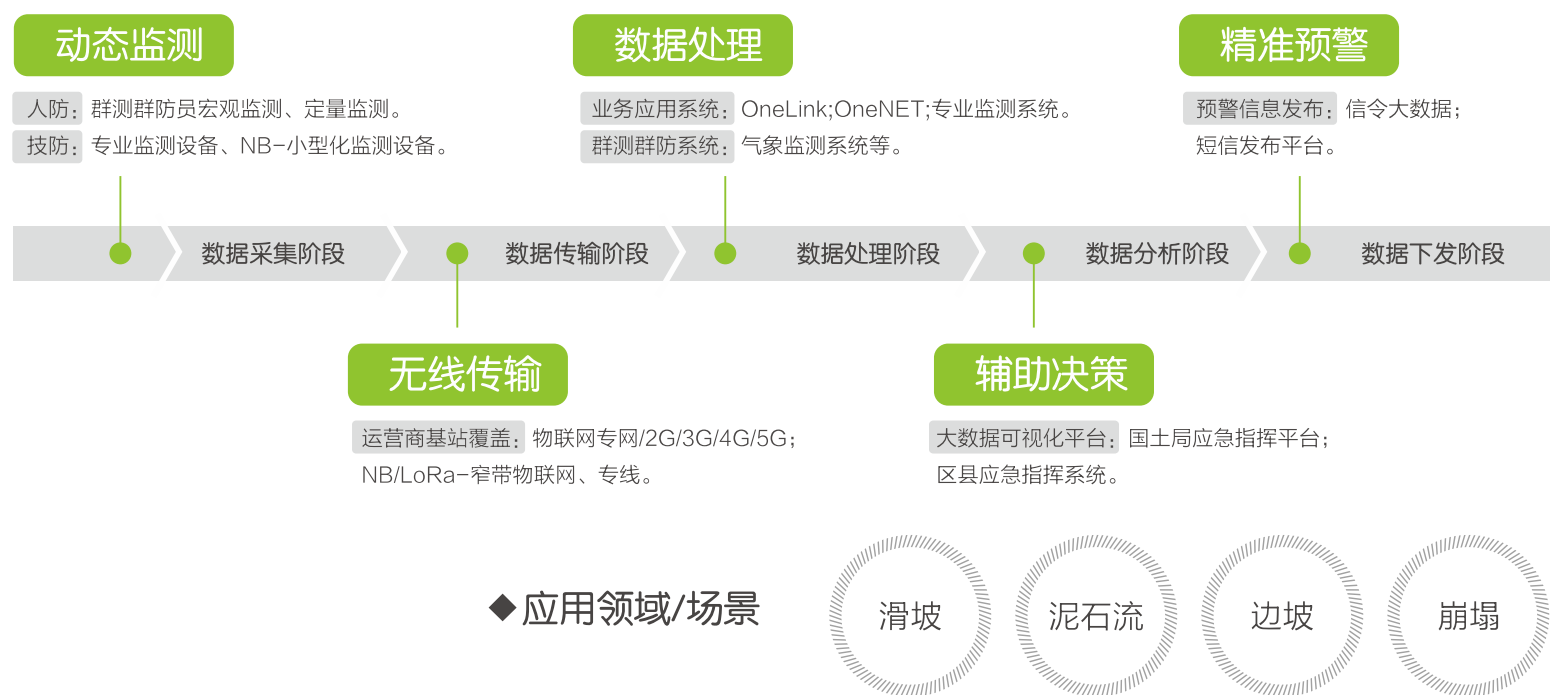 动态监测
数据处理
精准预警
人防：群测群防员宏观监测、定量监测。
技防：专业监测设备、NB-小型化监测设备。
业务应用系统：OneLink;OneNET;专业监测系统。
群测群防系统：气象监测系统等。
预警信息发布：信令大数据；
短信发布平台。
数据采集阶段
数据传输阶段
数据处理阶段
数据分析阶段
数据下发阶段
无线传输
辅助决策
运营商基站覆盖：物联网专网/2G/3G/4G/5G；
NB/LoRa-窄带物联网、专线。
大数据可视化平台：国土局应急指挥平台；
区县应急指挥系统。
◆应用领域/场景
滑坡
泥石流
边坡
崩塌